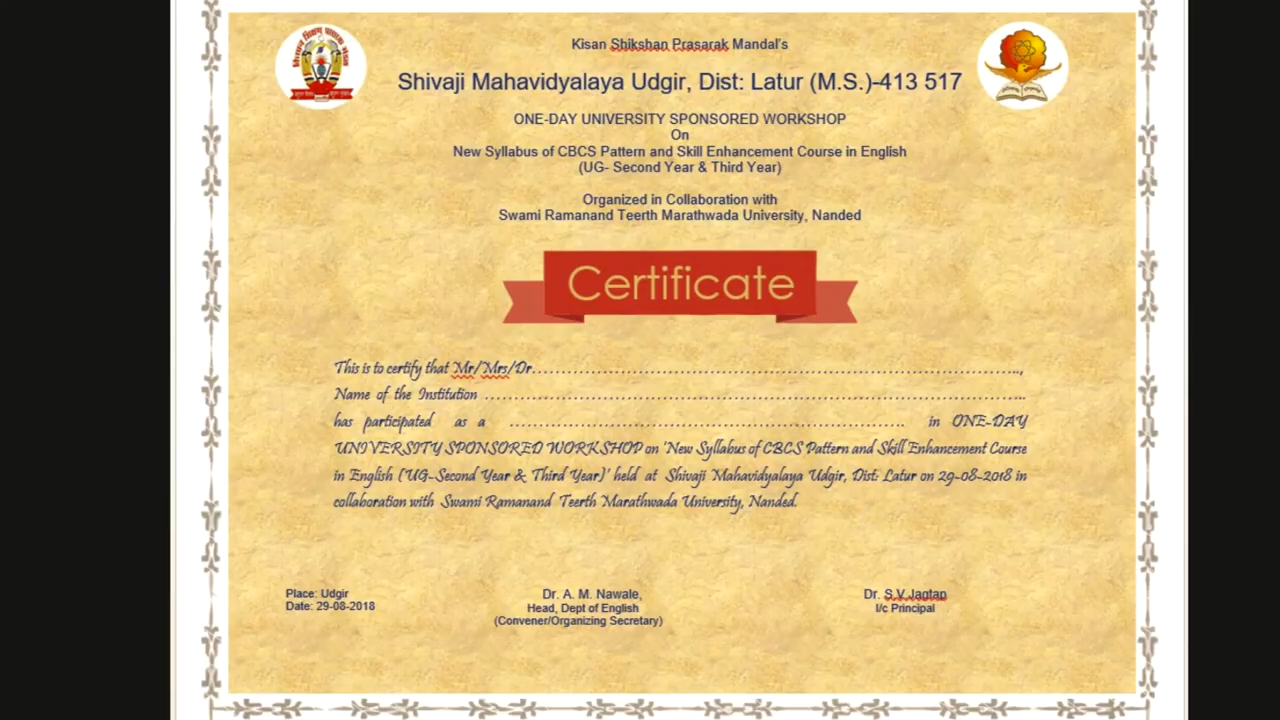 Kisan Shikshan Prasarak Mandal's
Shivaji Mahavidyalaya Udgir, Dist: Latur (M.S.)-413 517
ONE-DAY UNIVERSITY SPONSORED WORKSHOP
On
New Syllabus of CBCS Pattern and Skill Enhancement Course in English
(UG- Second Year & Third Year)
Organized in Collaboration with
Swami Ramanand Teerth Marathwada University, Nanded
Certificate
This is to certify that Mr/Mrs/Dr………………………………………………………………………..,
Name of the Institution ………………………………………………………………………………..
has participated as a …………………………………………………………. in ONE-DAY
UNIVERSITY SPONSORED WORKSHOP on 'New Syllabus of CBCS Pattern and Skill Enhancement Course
in English (UG-Second Year & Third Year)' held at Shivaji Mahavidyalaya Udgir, Dist: Latur on 29-08-2018 in
collaboration with Swami Ramanand Teerth Marathwada University, Nanded.
Place: Udgir
Date: 29-08-2018
Dr. A. M. Nawale,
Head, Dept of English
(Convener/Organizing Secretary)
Dr. S.V.Jagtap
I/c Principal